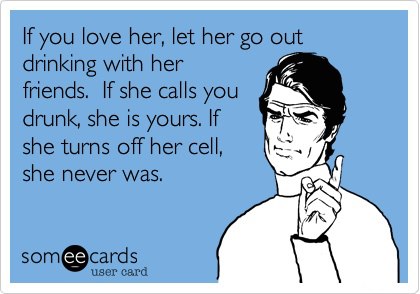 If you love her, let her go out
drinking with her
friends.  If she calls you
drunk, she is yours. If
she turns off her cell,
she never was.
someecards
user card